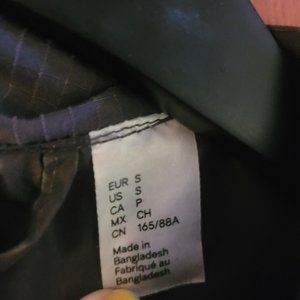 EUR S
US S
CA P
MX CH
CN 165/88A
Made in
Bangladesh
Fabriqué au
Bangladesh